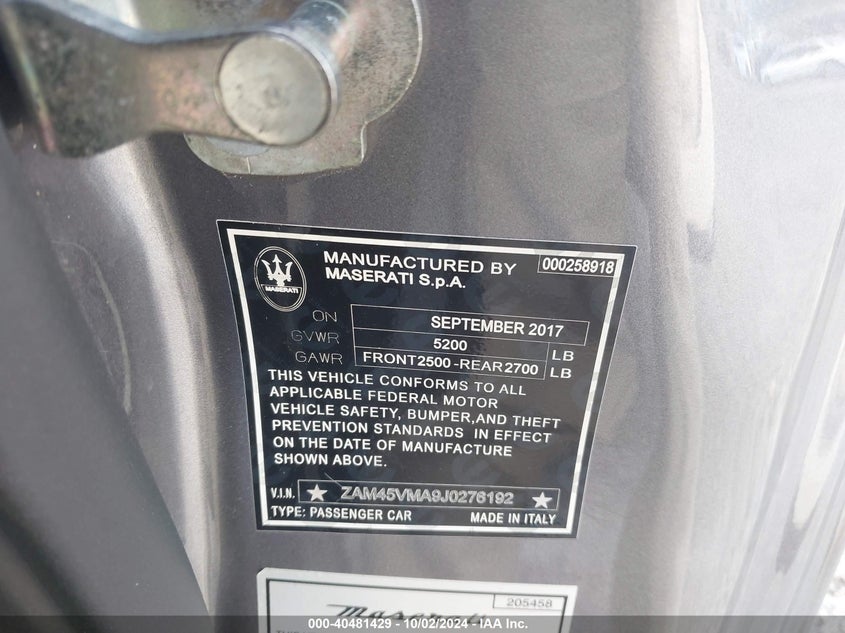 MANUFACTURED BY
MASERATI S.p.A.
000258918
MASERATI
ON SEPTEMBER 2017
GVWR 5200 LB
GAWR FRONT2500-REAR2700 LB
THIS VEHICLE CONFORMS TO ALL
APPLICABLE FEDERAL MOTOR
VEHICLE SAFETY, BUMPER,AND THEFT
PREVENTION STANDARDS IN EFFECT
ON THE DATE OF MANUFACTURE
SHOWN ABOVE.
V.I.N. ★ ZAM45VMA9J0276192 ★
TYPE: PASSENGER CAR MADE IN ITALY
205458
Maserati
000-40481429 - 10/02/2024 - IAA Inc.